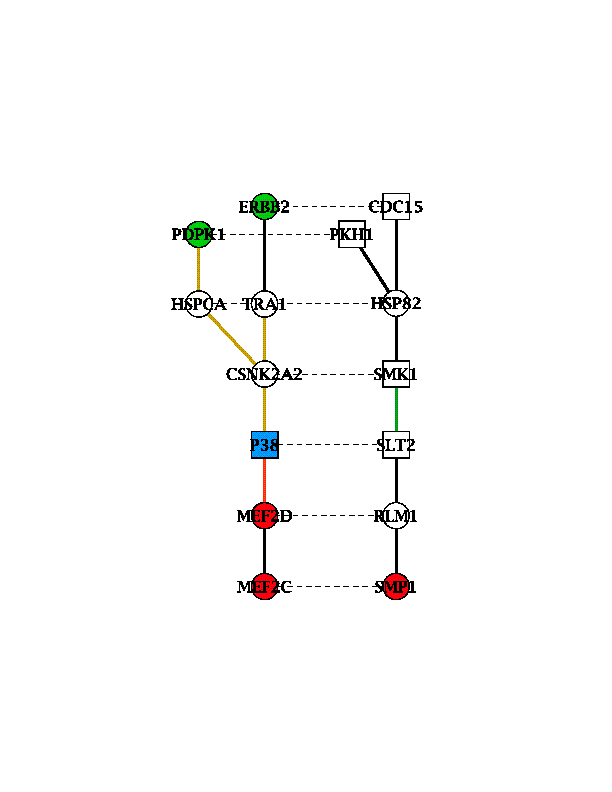 ERBB2 CDC15
PDPK1 PKH1
HSPCA TRA1 HSP82
CSNK2A2 SMK1
P38 SLT2
MEF2D RLM1
MEF2C SMP1